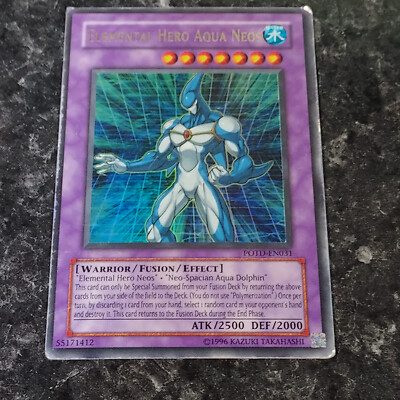 Elemental Hero Aqua Neos
水
POTD-EN031
[Warrior/Fusion/Effect]
"Elemental Hero Neos" + "Neo-Spacian Aqua Dolphin"
This card can only be Special Summoned from your Fusion Deck by returning the above
cards from your side of the field to the Deck. (You do not use "Polymerization".) Once per
turn, by discarding 1 card from your hand, select 1 random card in your opponent's hand
and destroy it. This card returns to the Fusion Deck during the End Phase.
ATK/2500 DEF/2000
55171412
©1996 KAZUKI TAKAHASHI